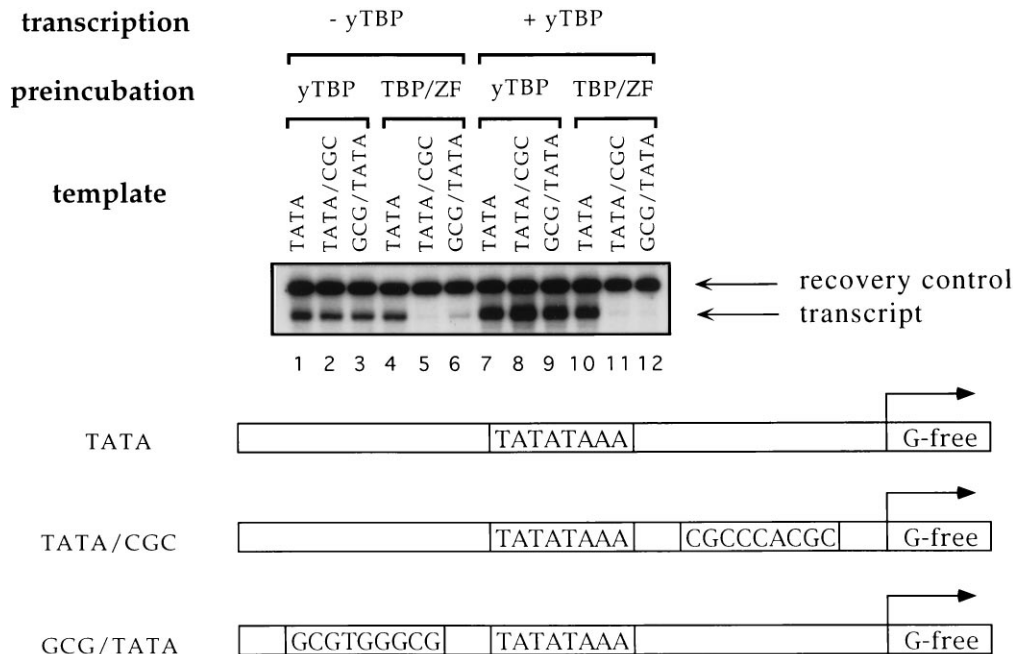 transcription - yTBP + yTBP
preincubation yTBP TBP/ZF yTBP TBP/ZF
template TATA TATA/CGC GCG/TATA TATA TATA/CGC GCG/TATA TATA TATA/CGC GCG/TATA TATA TATA/CGC GCG/TATA
recovery control
transcript
1 2 3 4 5 6 7 8 9 10 11 12
TATA TATATAAA G-free
TATA/CGC TATATAAA CGCCCACGC G-free
GCG/TATA GCGTGGGCG TATATAAA G-free